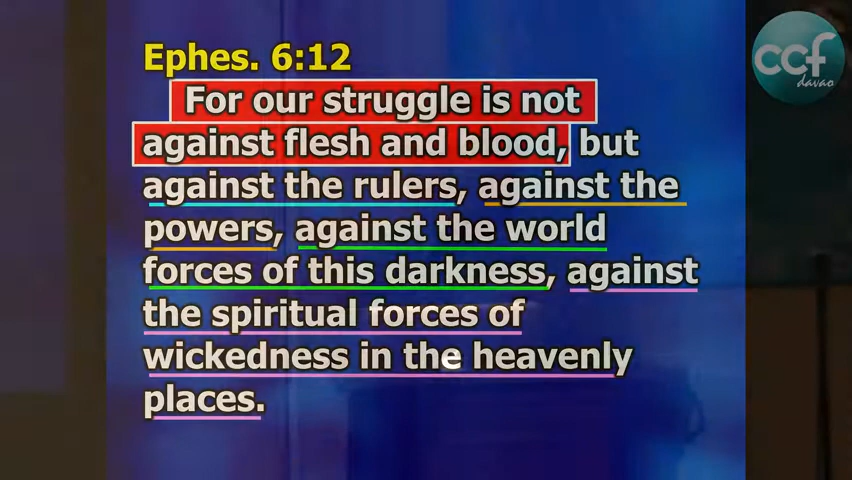 Ephes. 6:12
For our struggle is not
against flesh and blood, but
against the rulers, against the
powers, against the world
forces of this darkness, against
the spiritual forces of
wickedness in the heavenly
places.
ccf
davao